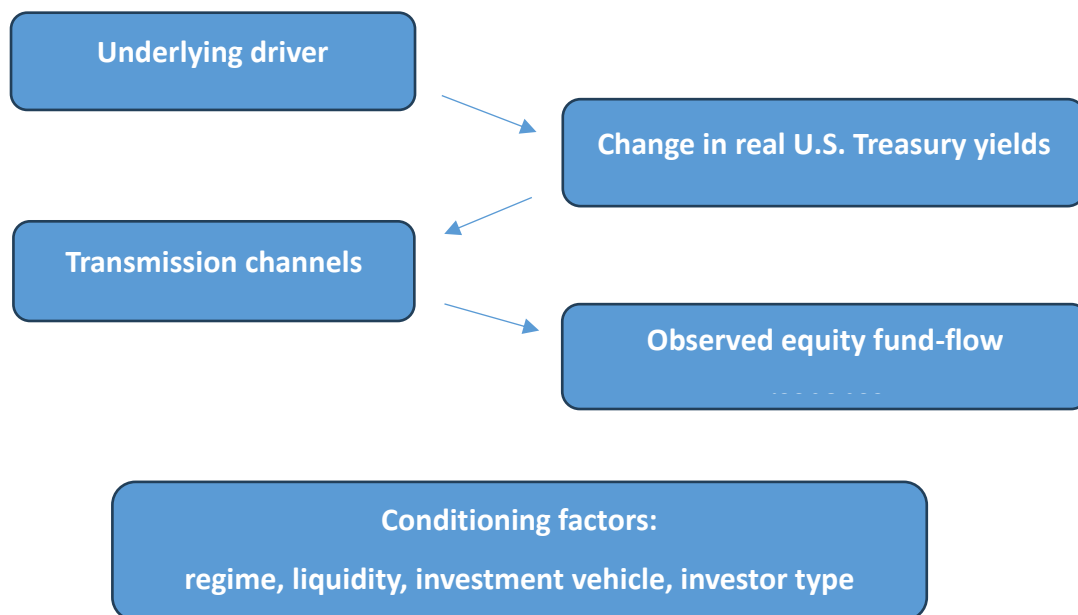 Underlying driver
Change in real U.S. Treasury yields
Transmission channels
Observed equity fund-flow
Conditioning factors:
regime, liquidity, investment vehicle, investor type